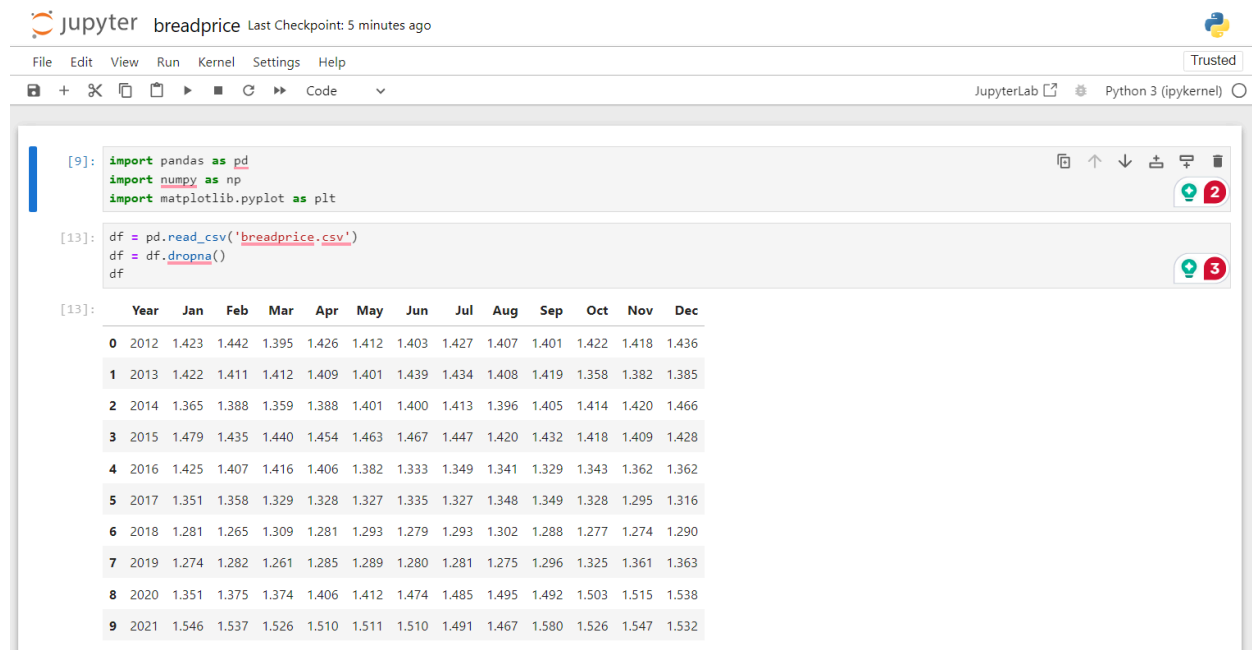 jupyter breadprice Last Checkpoint: 5 minutes ago
File Edit View Run Kernel Settings Help Trusted
Code JupyterLab Python 3 (ipykernel)
[9]: import pandas as pd
import numpy as np
import matplotlib.pyplot as plt
2
[13]: df = pd.read_csv('breadprice.csv')
df = df.dropna()
df
3
[13]: Year Jan Feb Mar Apr May Jun Jul Aug Sep Oct Nov Dec
0 2012 1.423 1.442 1.395 1.426 1.412 1.403 1.427 1.407 1.401 1.422 1.418 1.436
1 2013 1.422 1.411 1.412 1.409 1.401 1.439 1.434 1.408 1.419 1.358 1.382 1.385
2 2014 1.365 1.388 1.359 1.388 1.401 1.400 1.413 1.396 1.405 1.414 1.420 1.466
3 2015 1.479 1.435 1.440 1.454 1.463 1.467 1.447 1.420 1.432 1.418 1.409 1.428
4 2016 1.425 1.407 1.416 1.406 1.382 1.333 1.349 1.341 1.329 1.343 1.362 1.362
5 2017 1.351 1.358 1.329 1.328 1.327 1.335 1.327 1.348 1.349 1.328 1.295 1.316
6 2018 1.281 1.265 1.309 1.281 1.293 1.279 1.293 1.302 1.288 1.277 1.274 1.290
7 2019 1.274 1.282 1.261 1.285 1.289 1.280 1.281 1.275 1.296 1.325 1.361 1.363
8 2020 1.351 1.375 1.374 1.406 1.412 1.474 1.485 1.495 1.492 1.503 1.515 1.538
9 2021 1.546 1.537 1.526 1.510 1.511 1.510 1.491 1.467 1.580 1.526 1.547 1.532